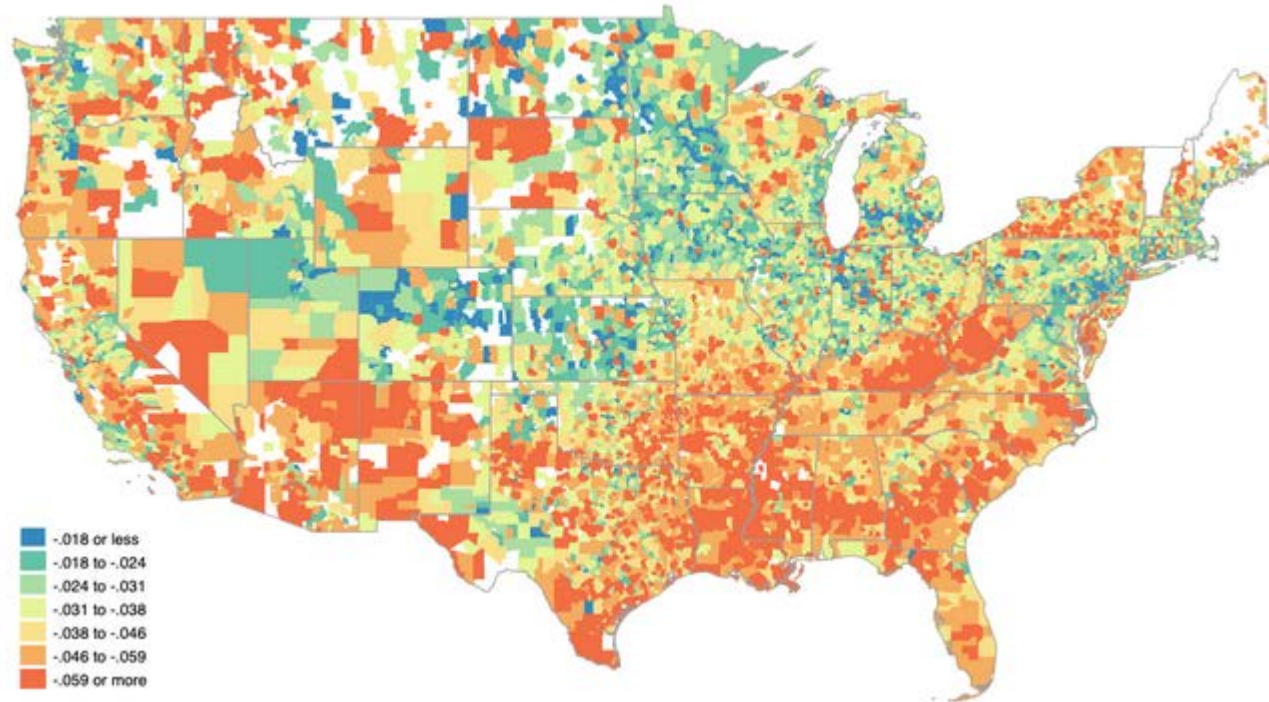 -.018 or less
-.018 to -.024
-.024 to -.031
-.031 to -.038
-.038 to -.046
-.046 to -.059
-.059 or more